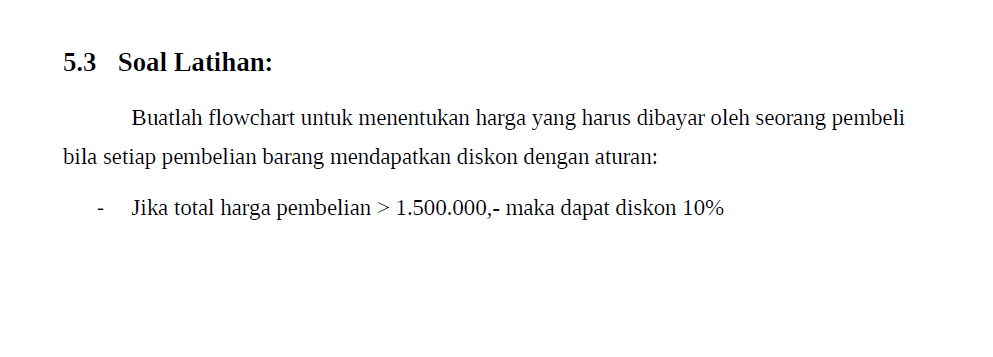 5.3 Soal Latihan:
Buatlah flowchart untuk menentukan harga yang harus dibayar oleh seorang pembeli
bila setiap pembelian barang mendapatkan diskon dengan aturan:
- Jika total harga pembelian > 1.500.000,- maka dapat diskon 10%